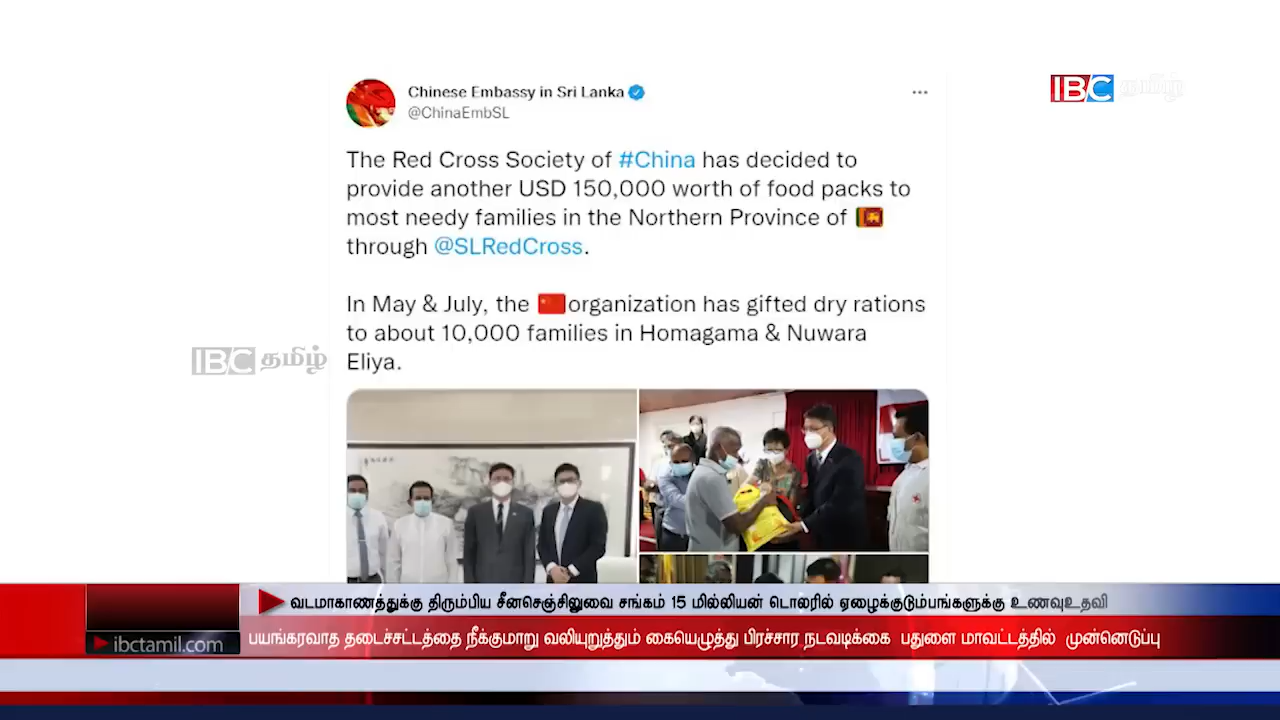 Chinese Embassy in Sri Lanka
@ChinaEmbSL
IBC தமிழ்
The Red Cross Society of #China has decided to
provide another USD 150,000 worth of food packs to
most needy families in the Northern Province of
through @SLRedCross.
In May & July, the organization has gifted dry rations
to about 10,000 families in Homagama & Nuwara
Eliya.
IBC தமிழ்
வடமாகாணத்துக்கு திரும்பிய சீனசெஞ்சிலுவை சங்கம் 15 மில்லியன் டொலரில் ஏழைக்குடும்பங்களுக்கு உணவுஉதவி
ibctamil.com
பயங்கரவாத தடைச்சட்டத்தை நீக்குமாறு வலியுறுத்தும் கையெழுத்து பிரச்சார நடவடிக்கை பதுளை மாவட்டத்தில் முன்னெடுப்பு